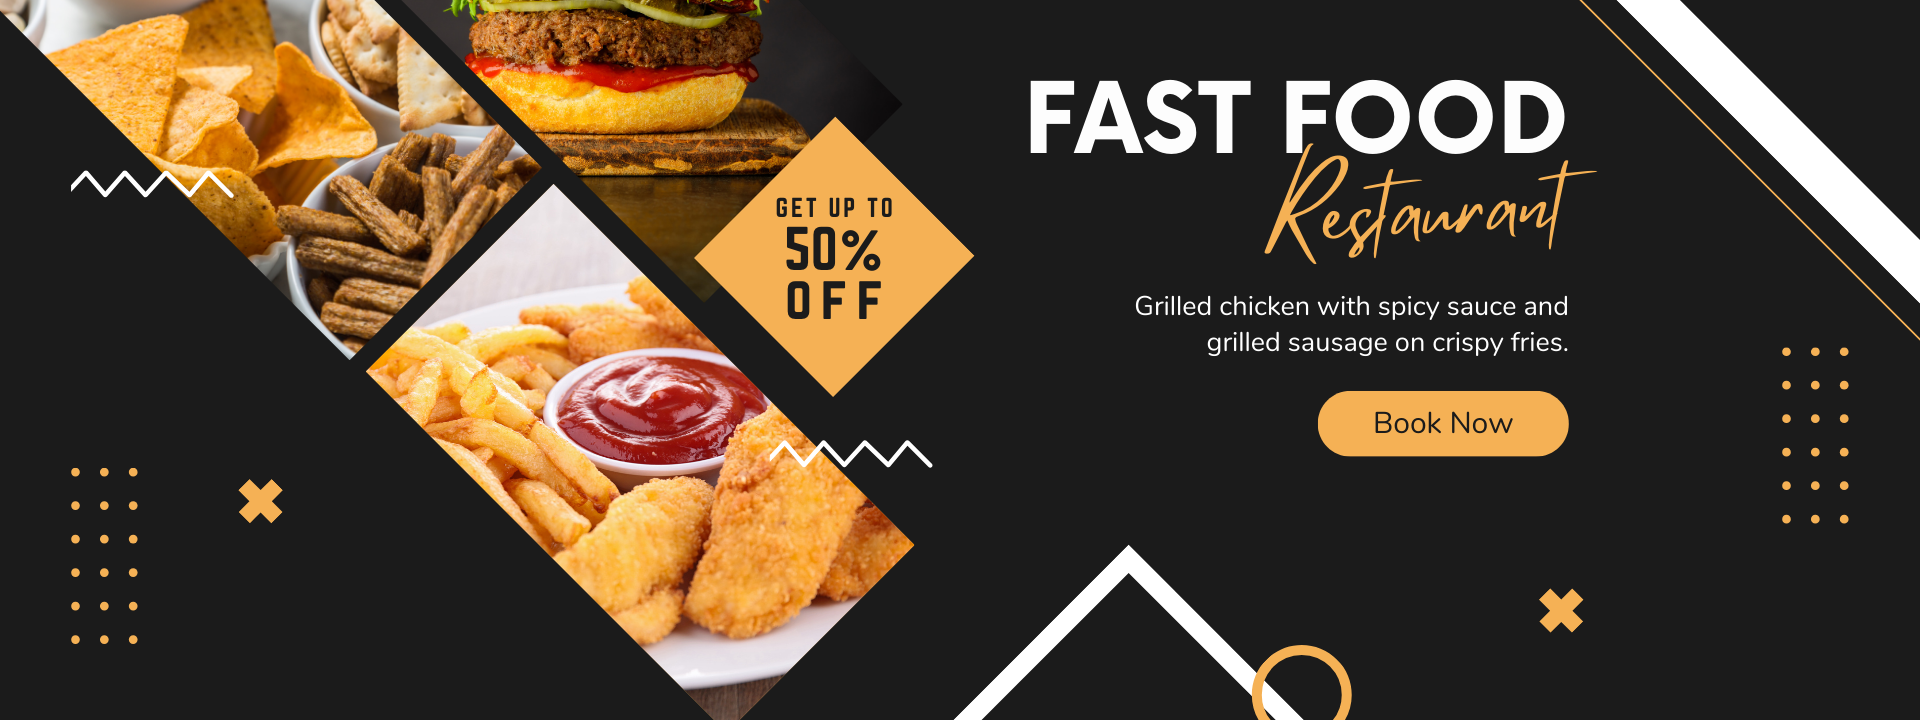 FAST FOOD
Restaurant
GET UP TO
50%
OFF
Grilled chicken with spicy sauce and
grilled sausage on crispy fries.
Book Now